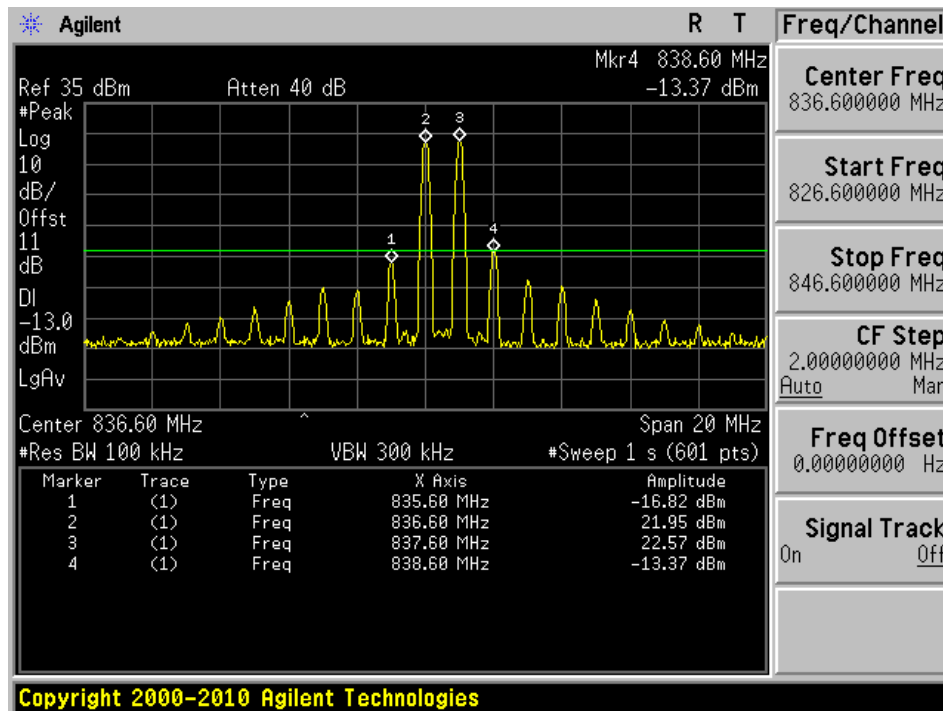 Agilent
R T
Mkr4 838.60 MHz
Ref 35 dBm Atten 40 dB -13.37 dBm
#Peak
Log
10
dB/
Offst
11
dB
DI
-13.0
dBm
LgAv
1
2
3
4
Center 836.60 MHz ^ Span 20 MHz
#Res BW 100 kHz VBW 300 kHz #Sweep 1 s (601 pts)
Marker Trace Type X Axis Amplitude
1 (1) Freq 835.60 MHz -16.82 dBm
2 (1) Freq 836.60 MHz 21.95 dBm
3 (1) Freq 837.60 MHz 22.57 dBm
4 (1) Freq 838.60 MHz -13.37 dBm
Freq/Channel
Center Freq
836.600000 MHz
Start Freq
826.600000 MHz
Stop Freq
846.600000 MHz
CF Step
2.00000000 MHz
Auto Man
Freq Offset
0.00000000 Hz
Signal Track
On Off
Copyright 2000-2010 Agilent Technologies